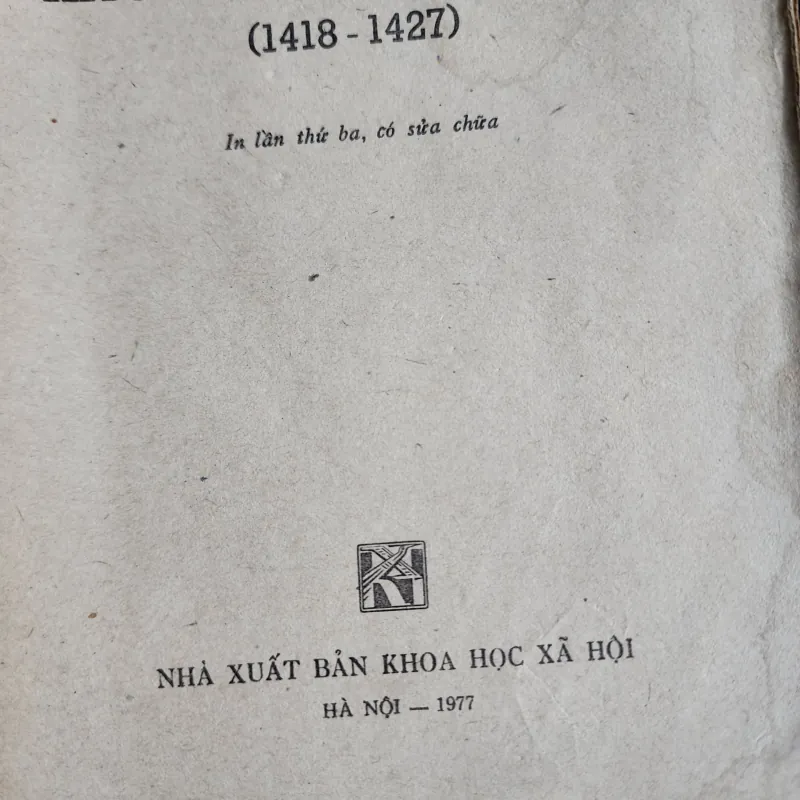 (1418 - 1427)
In lần thứ ba, có sửa chữa
NHÀ XUẤT BẢN KHOA HỌC XÃ HỘI
HÀ NỘI — 1977